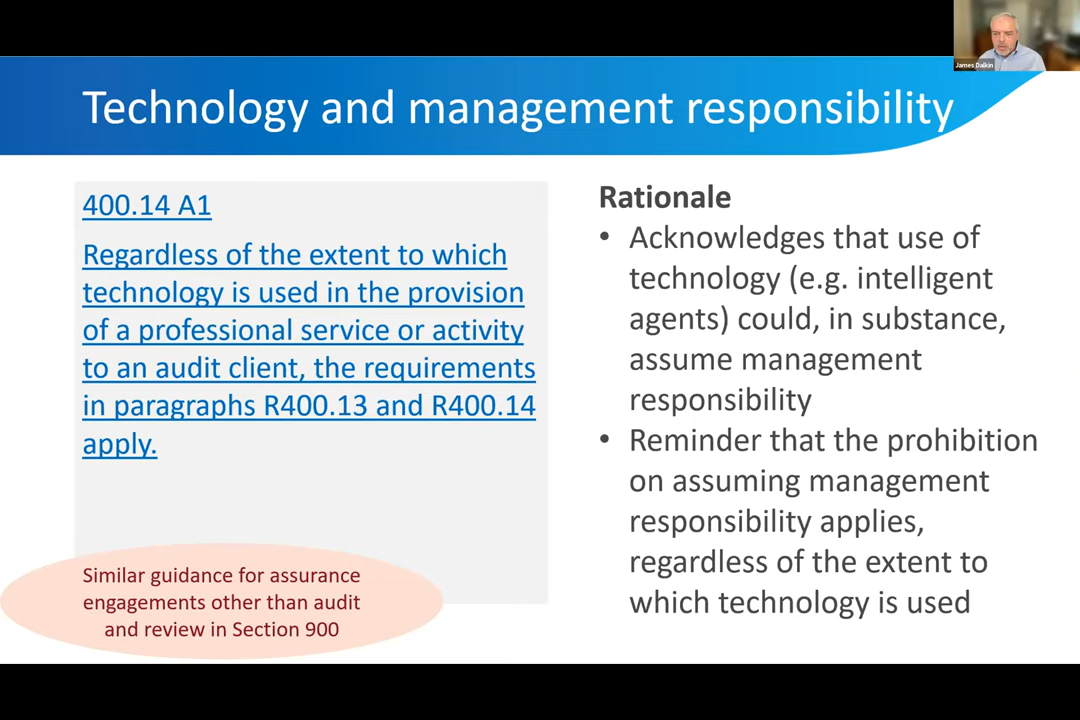 James Dalkin
Technology and management responsibility
400.14 A1
Regardless of the extent to which
technology is used in the provision
of a professional service or activity
to an audit client, the requirements
in paragraphs R400.13 and R400.14
apply.
Similar guidance for assurance
engagements other than audit
and review in Section 900
Rationale
• Acknowledges that use of
technology (e.g. intelligent
agents) could, in substance,
assume management
responsibility
• Reminder that the prohibition
on assuming management
responsibility applies,
regardless of the extent to
which technology is used